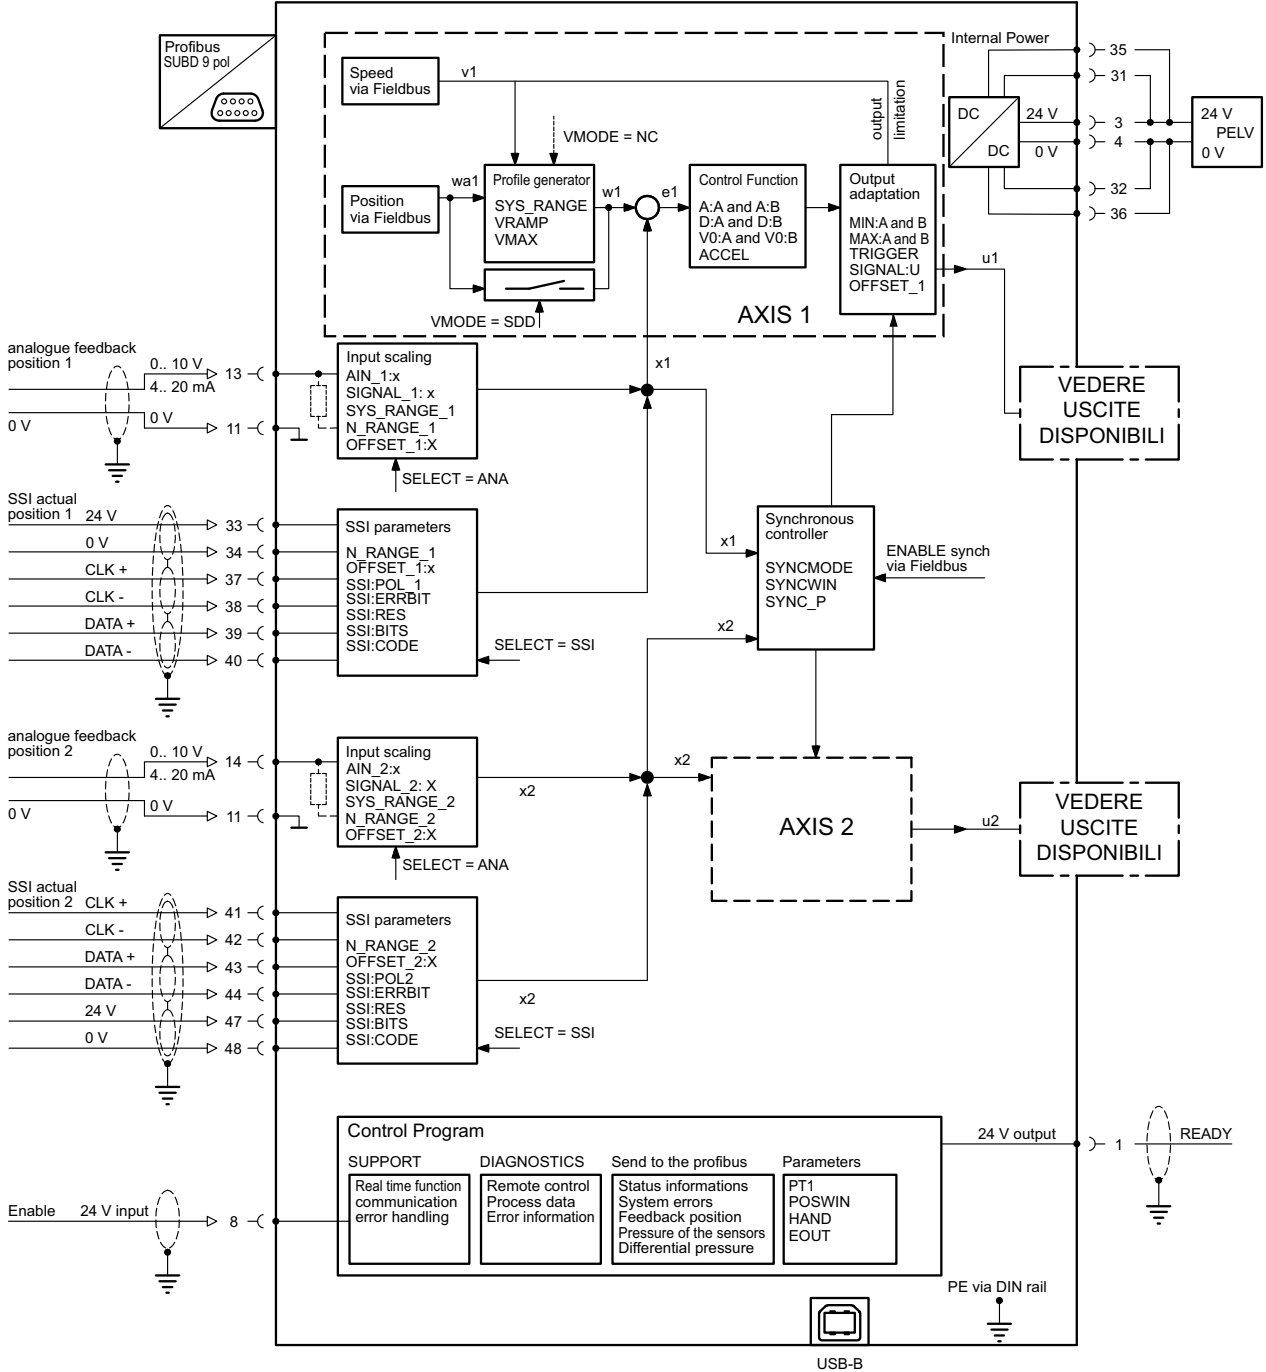 Profibus
SUBD 9 pol
Speed
via Fieldbus
v1
output
limitation
Internal Power
DC
DC
24 V
0 V
35
31
3
4
32
36
24 V
PELV
0 V
VMODE = NC
Position
via Fieldbus
wa1
Profile generator
SYS_RANGE
VRAMP
VMAX
w1
e1
Control Function
A:A and A:B
D:A and D:B
V0:A and V0:B
ACCEL
Output
adaptation
MIN:A and B
MAX:A and B
TRIGGER
SIGNAL:U
OFFSET_1
u1
VMODE = SDD
AXIS 1
analogue feedback
position 1
0.. 10 V
4.. 20 mA
0 V
0 V
13
11
Input scaling
AIN_1:x
SIGNAL_1: x
SYS_RANGE_1
N_RANGE_1
OFFSET_1:X
SELECT = ANA
x1
VEDERE
USCITE
DISPONIBILI
SSI actual
position 1
24 V
0 V
CLK +
CLK -
DATA +
DATA -
33
34
37
38
39
40
SSI parameters
N_RANGE_1
OFFSET_1:x
SSI:POL_1
SSI:ERRBIT
SSI:RES
SSI:BITS
SSI:CODE
SELECT = SSI
x1
x2
Synchronous
controller
SYNCMODE
SYNCWIN
SYNC_P
ENABLE synch
via Fieldbus
analogue feedback
position 2
0.. 10 V
4.. 20 mA
0 V
0 V
14
11
Input scaling
AIN_2:x
SIGNAL_2: X
SYS_RANGE_2
N_RANGE_2
OFFSET_2:X
SELECT = ANA
x2
x2
AXIS 2
u2
VEDERE
USCITE
DISPONIBILI
SSI actual
position 2
CLK +
CLK -
DATA +
DATA -
24 V
0 V
41
42
43
44
47
48
SSI parameters
N_RANGE_2
OFFSET_2:X
SSI:POL2
SSI:ERRBIT
SSI:RES
SSI:BITS
SSI:CODE
x2
SELECT = SSI
Control Program
SUPPORT
Real time function
communication
error handling
DIAGNOSTICS
Remote control
Process data
Error information
Send to the profibus
Status informations
System errors
Feedback position
Pressure of the sensors
Differential pressure
Parameters
PT1
POSWIN
HAND
EOUT
24 V output
1
READY
Enable
24 V input
8
PE via DIN rail
USB-B